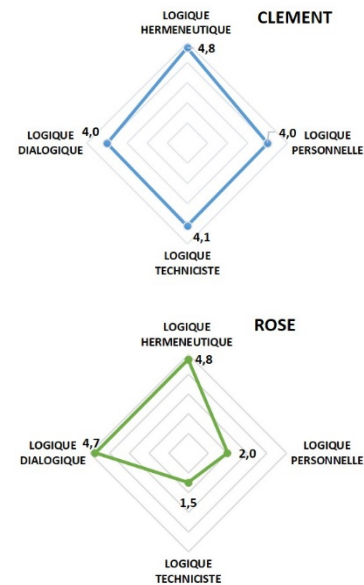 CLEMENT
LOGIQUE
HERMENEUTIQUE
4,8
4,0
LOGIQUE
DIALOGIQUE
4,0
LOGIQUE
PERSONNELLE
4,1
LOGIQUE
TECHNICISTE
ROSE
LOGIQUE
HERMENEUTIQUE
4,8
4,7
LOGIQUE
DIALOGIQUE
2,0
LOGIQUE
PERSONNELLE
1,5
LOGIQUE
TECHNICISTE